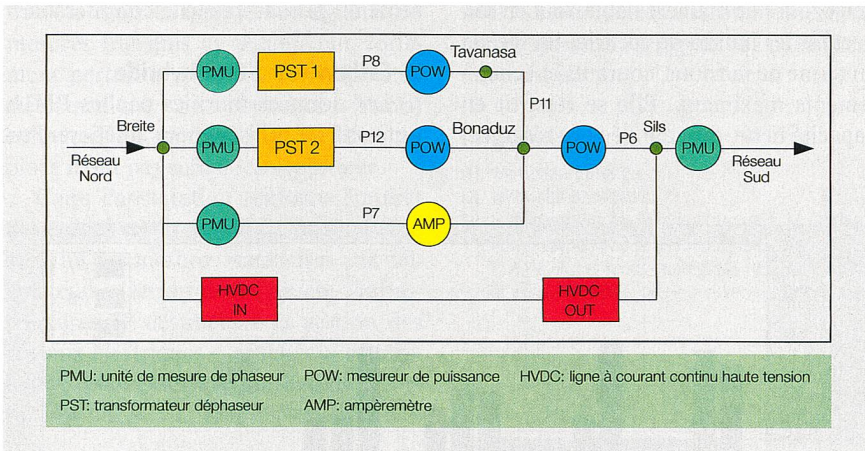 PMU
PST 1
P8
POW
Tavanasa
P11
Breite
PMU
PST 2
P12
POW
Bonaduz
POW
P6
Sils
PMU
Réseau
Nord
Réseau
Sud
PMU
P7
AMP
HVDC
IN
HVDC
OUT
PMU: unité de mesure de phaseur POW: mesureur de puissance HVDC: ligne à courant continu haute tension
PST: transformateur déphaseur AMP: ampèremètre